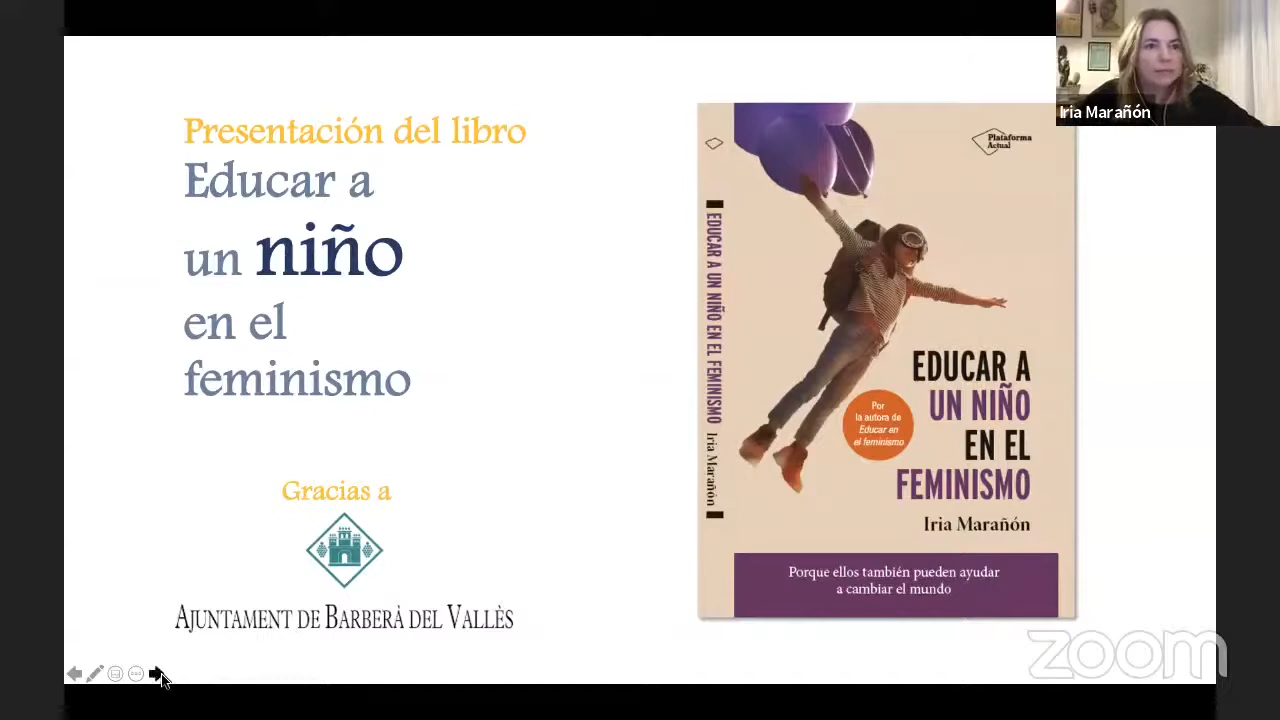 Presentación del libro
Educar a
un niño
en el
feminismo
Gracias a
AJUNTAMENT DE BARBERÀ DEL VALLÈS
EDUCAR A UN NIÑO EN EL FEMINISMO
Iria Marañón
Plataforma
Actual
EDUCAR A
UN NIÑO
EN EL
FEMINISMO
Por
la autora de
Educar en
el feminismo
Iria Marañón
Porque ellos también pueden ayudar
a cambiar el mundo
Iria Marañón
zoom